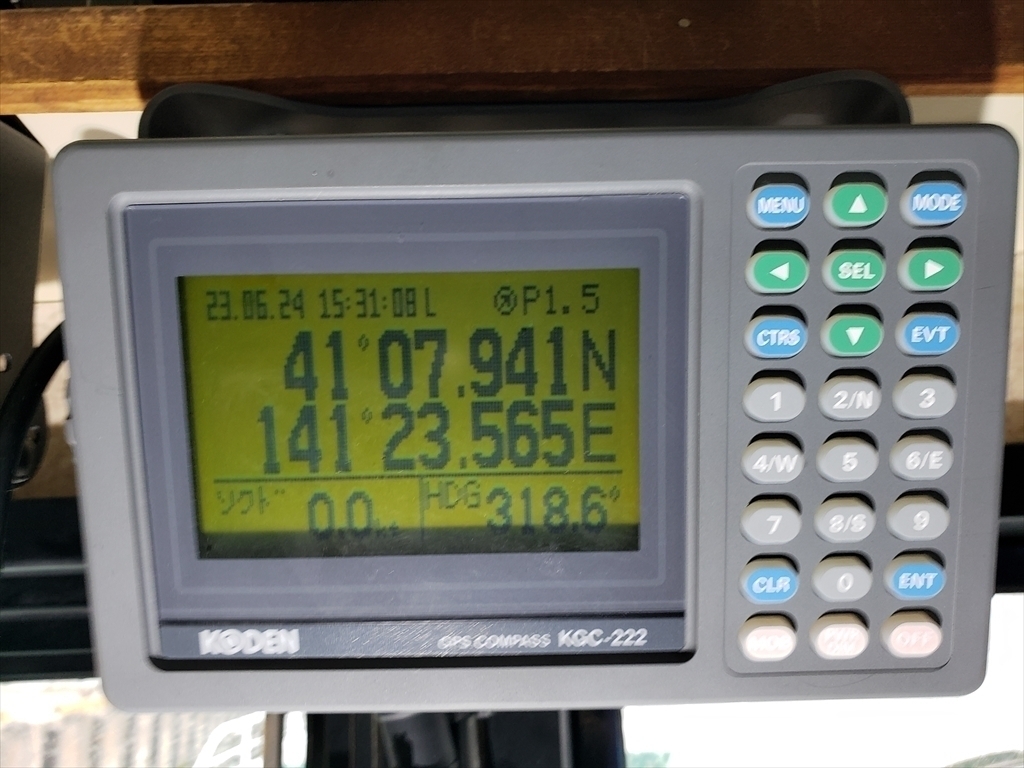 23.06.24 15:31:08 L P1.5
41°07.941N
141°23.565E
ソクド 0.0kt HDG 318.6°
KODEN GPS COMPASS KGC-222
MENU ▲ MODE
◀ SEL ▶
CTRS ▼ EVT
1 2/N 3
4/W 5 6/E
7 8/S 9
CLR 0 ENT
OFF